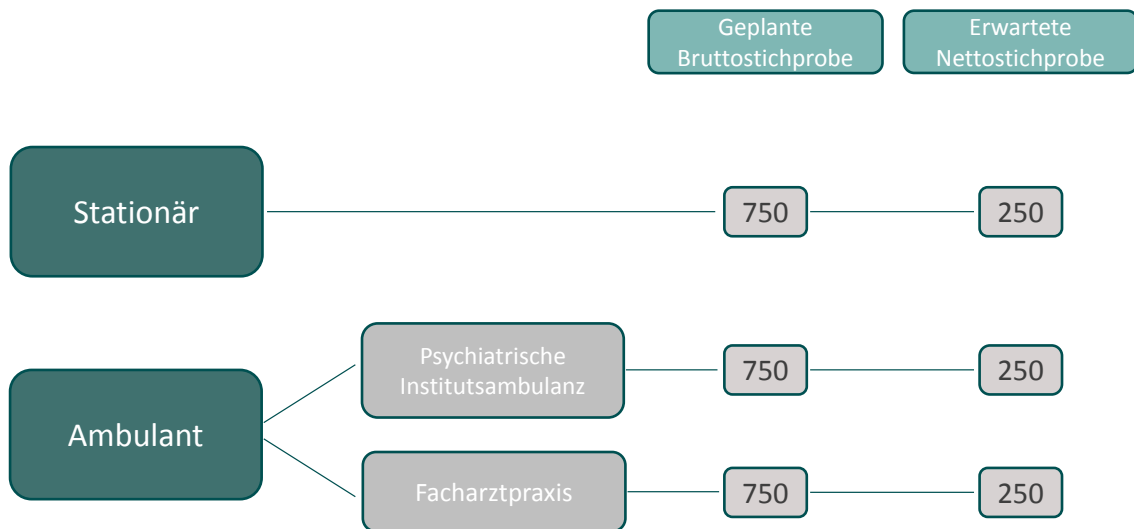 Geplante
Bruttostichprobe
Erwartete
Nettostichprobe
Stationär
750
250
Psychiatrische
Institutsambulanz
750
250
Ambulant
Facharztpraxis
750
250